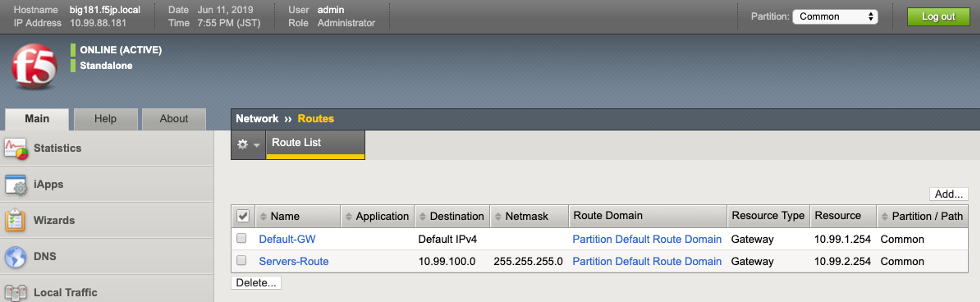 Hostname big181.f5jp.local Date Jun 11, 2019 User admin
IP Address 10.99.88.181 Time 7:55 PM (JST) Role Administrator
Partition: Common Log out
f5
ONLINE (ACTIVE)
Standalone
Main Help About
Network ›› Routes
Route List
Statistics
iApps
Wizards
DNS
Local Traffic
Add...
Name Application Destination Netmask Route Domain Resource Type Resource Partition / Path
Default-GW Default IPv4 Partition Default Route Domain Gateway 10.99.1.254 Common
Servers-Route 10.99.100.0 255.255.255.0 Partition Default Route Domain Gateway 10.99.2.254 Common
Delete...